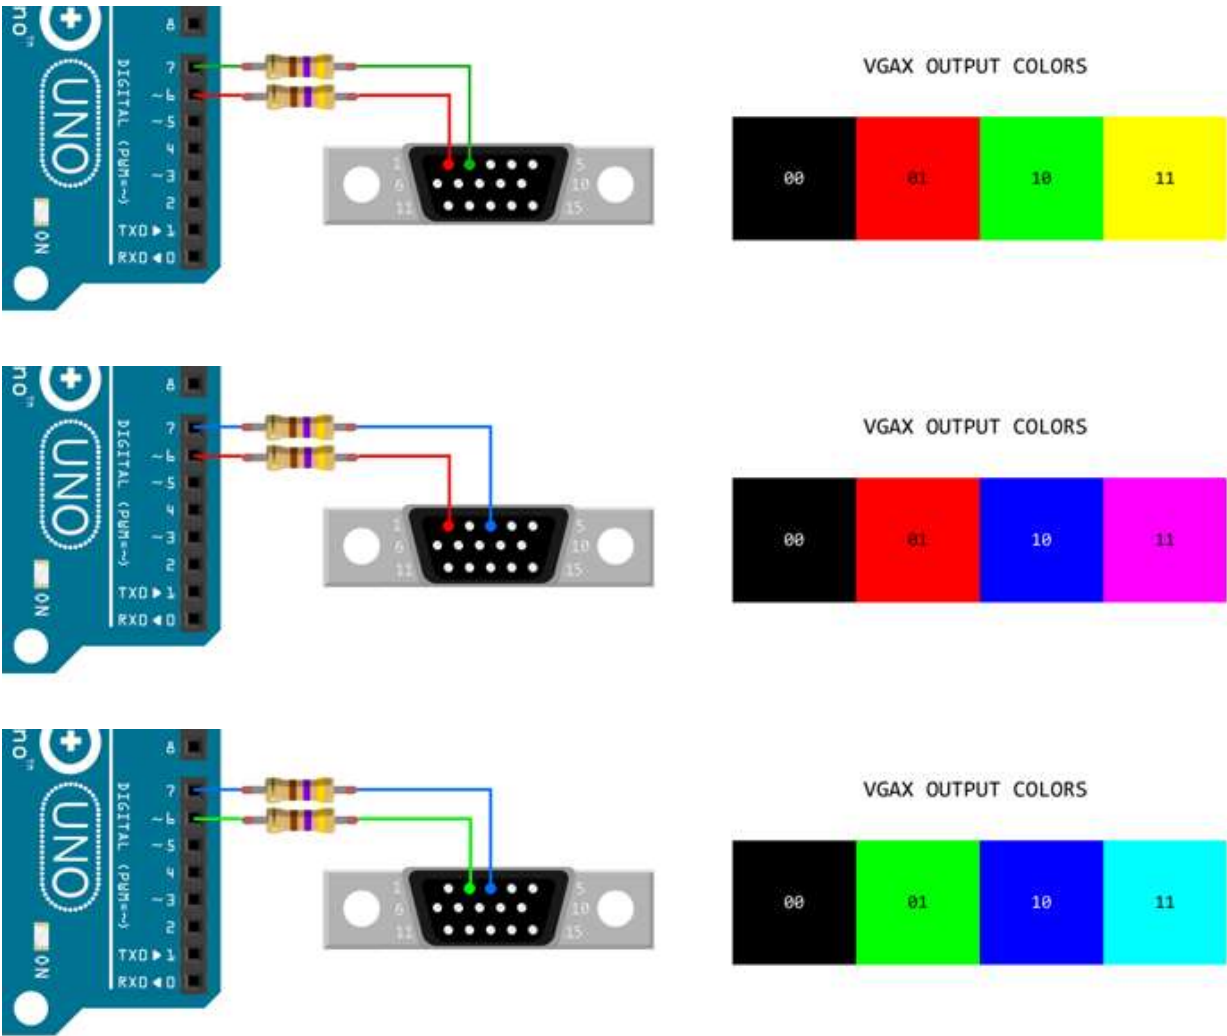 no™
UNO
ON
DIGITAL (PWM=~)
8
7
~6
~5
4
~3
2
TXD▶1
RXD◀0
1
5
6
10
11
15
VGAX OUTPUT COLORS
00
01
10
11
no™
UNO
ON
DIGITAL (PWM=~)
8
7
~6
~5
4
~3
2
TXD▶1
RXD◀0
1
5
6
10
11
15
VGAX OUTPUT COLORS
00
01
10
11
no™
UNO
ON
DIGITAL (PWM=~)
8
7
~6
~5
4
~3
2
TXD▶1
RXD◀0
1
5
6
10
11
15
VGAX OUTPUT COLORS
00
01
10
11